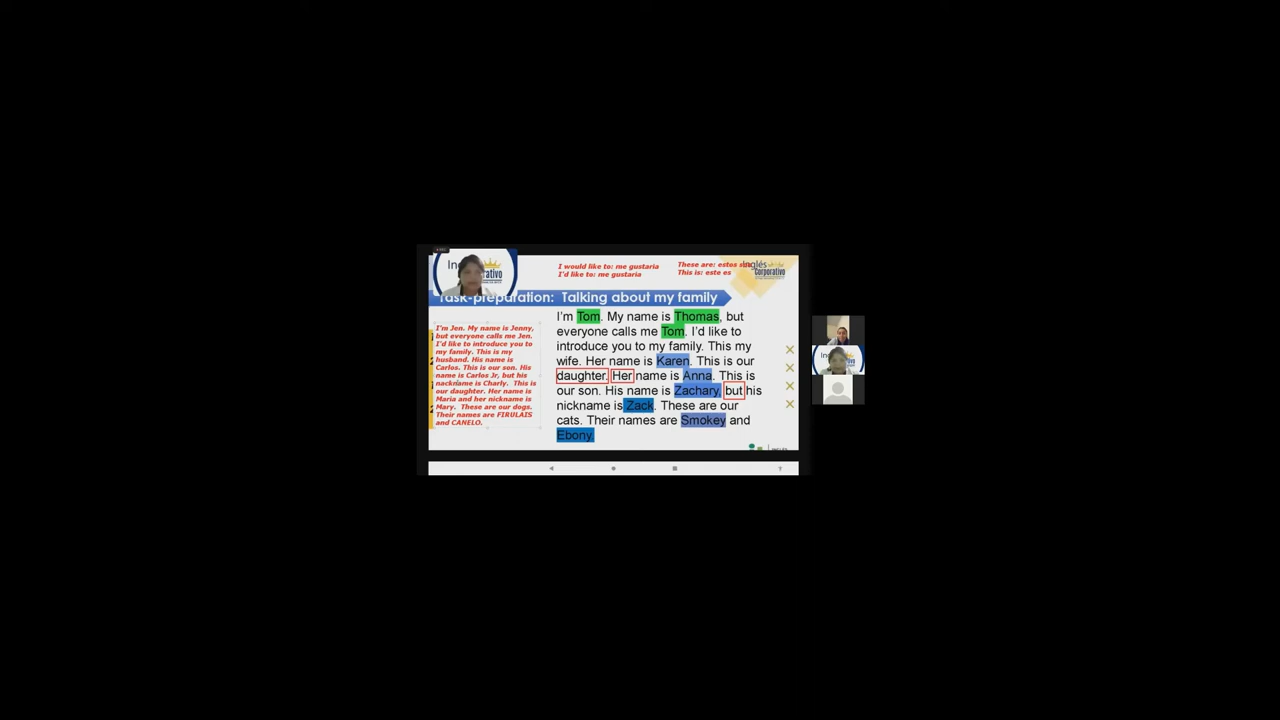 I would like to: me gustaria
I'd like to: me gustaria
These are: estos son
This is: este es
Inglés
Corporativo
Task-preparation: Talking about my family
I'm Jen. My name is Jenny,
but everyone calls me Jen.
I'd like to introduce you to
my family. This is my
husband. His name is
Carlos. This is our son. His
name is Carlos Jr, but his
nackname is Charly. This is
our daughter. Her name is
Maria and her nickname is
Mary. These are our dogs.
Their names are FIRULAIS
and CANELO.
I'm Tom. My name is Thomas, but
everyone calls me Tom. I'd like to
introduce you to my family. This my
wife. Her name is Karen. This is our
daughter. Her name is Anna. This is
our son. His name is Zachary, but his
nickname is Zack. These are our
cats. Their names are Smokey and
Ebony.